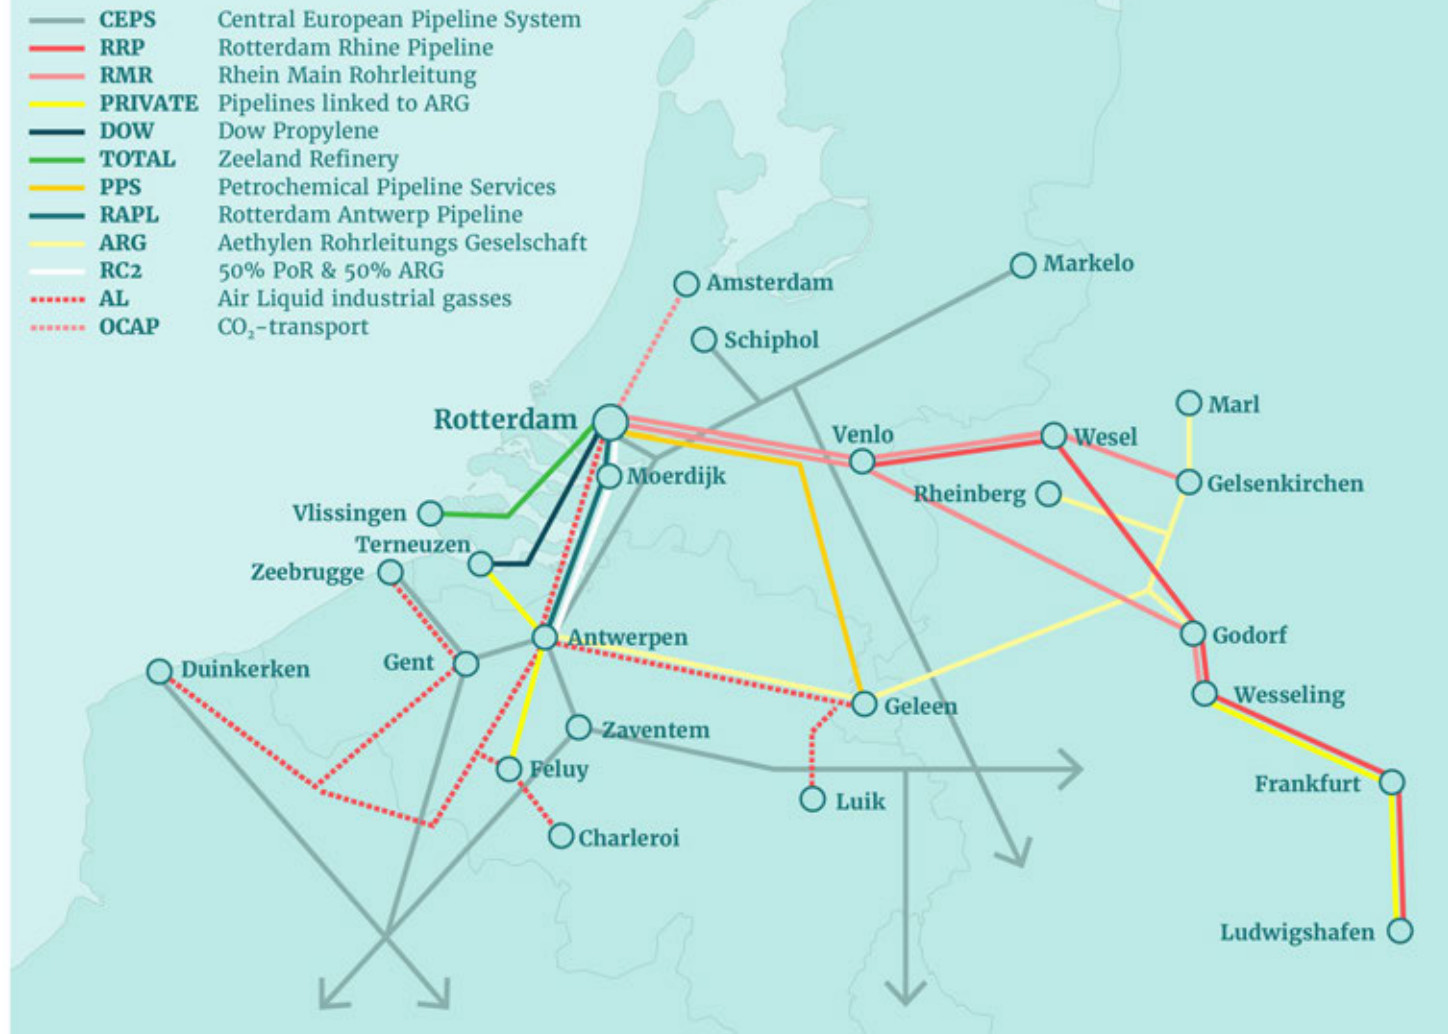 CEPS Central European Pipeline System
RRP Rotterdam Rhine Pipeline
RMR Rhein Main Rohrleitung
PRIVATE Pipelines linked to ARG
DOW Dow Propylene
TOTAL Zeeland Refinery
PPS Petrochemical Pipeline Services
RAPL Rotterdam Antwerp Pipeline
ARG Aethylen Rohrleitungs Geselschaft
RC2 50% PoR & 50% ARG
AL Air Liquid industrial gasses
OCAP CO₂-transport
Markelo
Amsterdam
Schiphol
Marl
Rotterdam
Venlo
Wesel
Moerdijk
Gelsenkirchen
Rheinberg
Vlissingen
Terneuzen
Zeebrugge
Antwerpen
Godorf
Gent
Duinkerken
Wesseling
Geleen
Zaventem
Feluy
Frankfurt
Luik
Charleroi
Ludwigshafen